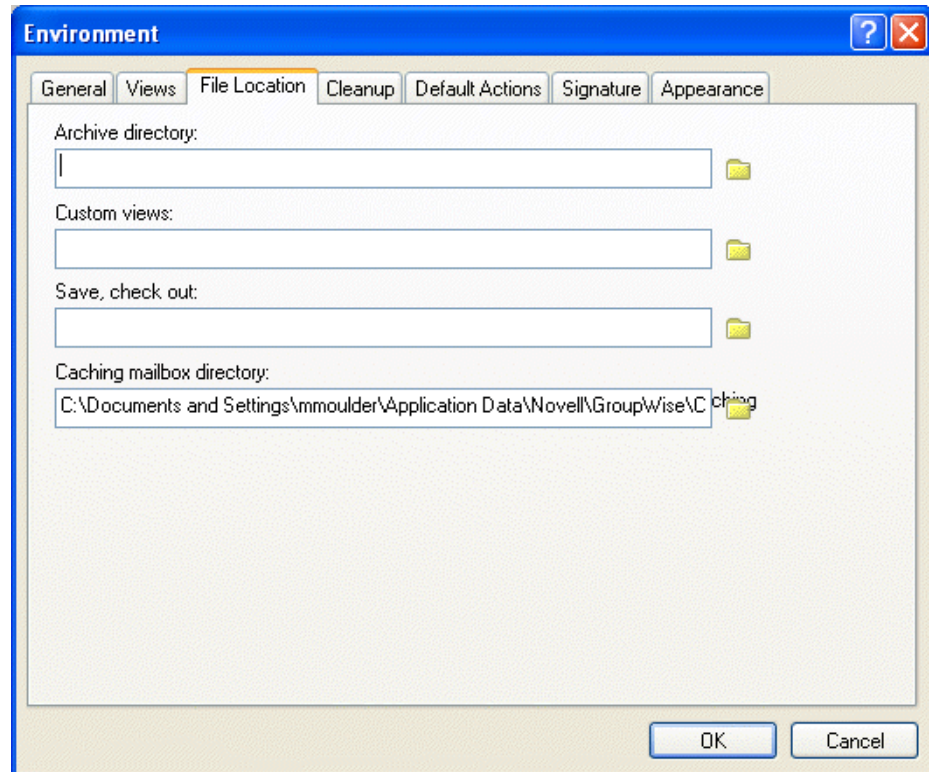 Environment
General Views File Location Cleanup Default Actions Signature Appearance
Archive directory:
Custom views:
Save, check out:
Caching mailbox directory:
C:\Documents and Settings\mmoulder\Application Data\Novell\GroupWise\Caching
OK Cancel